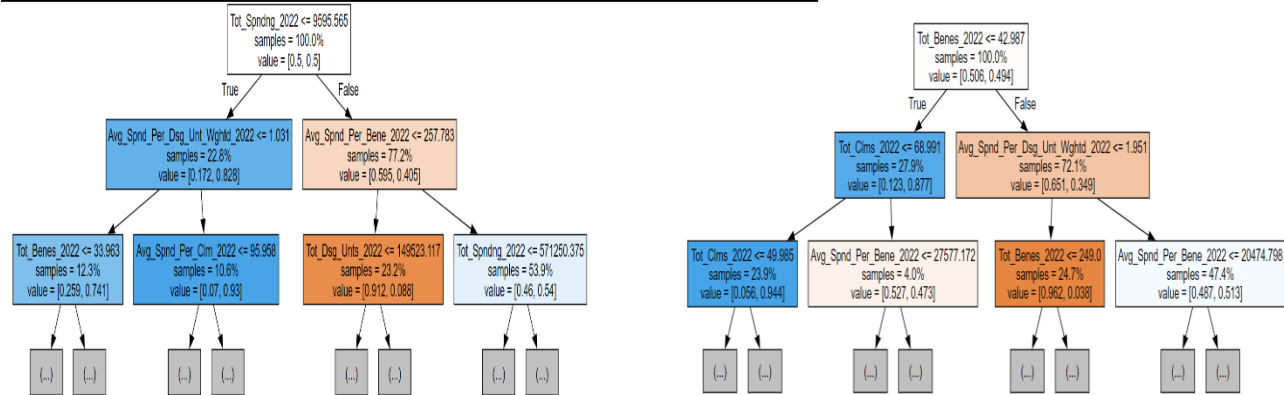 Tot_Spndng_2022 <= 9595.565
samples = 100.0%
value = [0.5, 0.5]
True
False
Avg_Spnd_Per_Dsg_Unt_Wghtd_2022 <= 1.031
samples = 22.8%
value = [0.172, 0.828]
Avg_Spnd_Per_Bene_2022 <= 257.783
samples = 77.2%
value = [0.595, 0.405]
Tot_Benes_2022 <= 33.963
samples = 12.3%
value = [0.259, 0.741]
Avg_Spnd_Per_Clm_2022 <= 95.958
samples = 10.6%
value = [0.07, 0.93]
Tot_Dsg_Unts_2022 <= 149523.117
samples = 23.2%
value = [0.912, 0.088]
Tot_Spndng_2022 <= 571250.375
samples = 53.9%
value = [0.46, 0.54]
(...)
(...)
(...)
(...)
(...)
(...)
(...)
(...)
Tot_Benes_2022 <= 42.987
samples = 100.0%
value = [0.506, 0.494]
True
False
Tot_Clms_2022 <= 68.991
samples = 27.9%
value = [0.123, 0.877]
Avg_Spnd_Per_Dsg_Unt_Wghtd_2022 <= 1.951
samples = 72.1%
value = [0.651, 0.349]
Tot_Clms_2022 <= 49.985
samples = 23.9%
value = [0.056, 0.944]
Avg_Spnd_Per_Bene_2022 <= 27577.172
samples = 4.0%
value = [0.527, 0.473]
Tot_Benes_2022 <= 249.0
samples = 24.7%
value = [0.962, 0.038]
Avg_Spnd_Per_Bene_2022 <= 20474.798
samples = 47.4%
value = [0.487, 0.513]
(...)
(...)
(...)
(...)
(...)
(...)
(...)
(...)